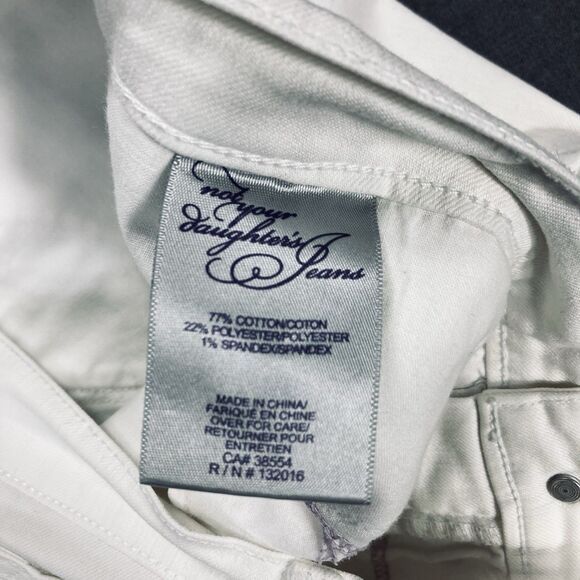 not your
daughter's
Jeans
77% COTTON/COTON
22% POLYESTER/POLYESTER
1% SPANDEX/SPANDEX
MADE IN CHINA/
FARIQUÉ EN CHINE
OVER FOR CARE/
RETOURNER POUR
ENTRETIEN
CA# 38554
R / N # 132016